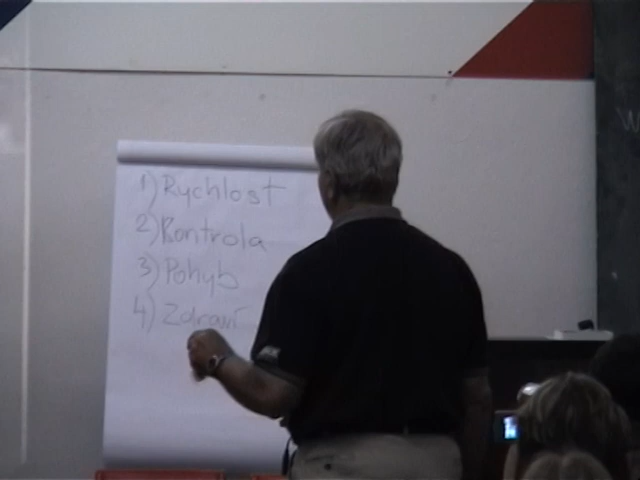 1) Rychlost
2) Kontrola
3) Pohyb
4) Zdraví